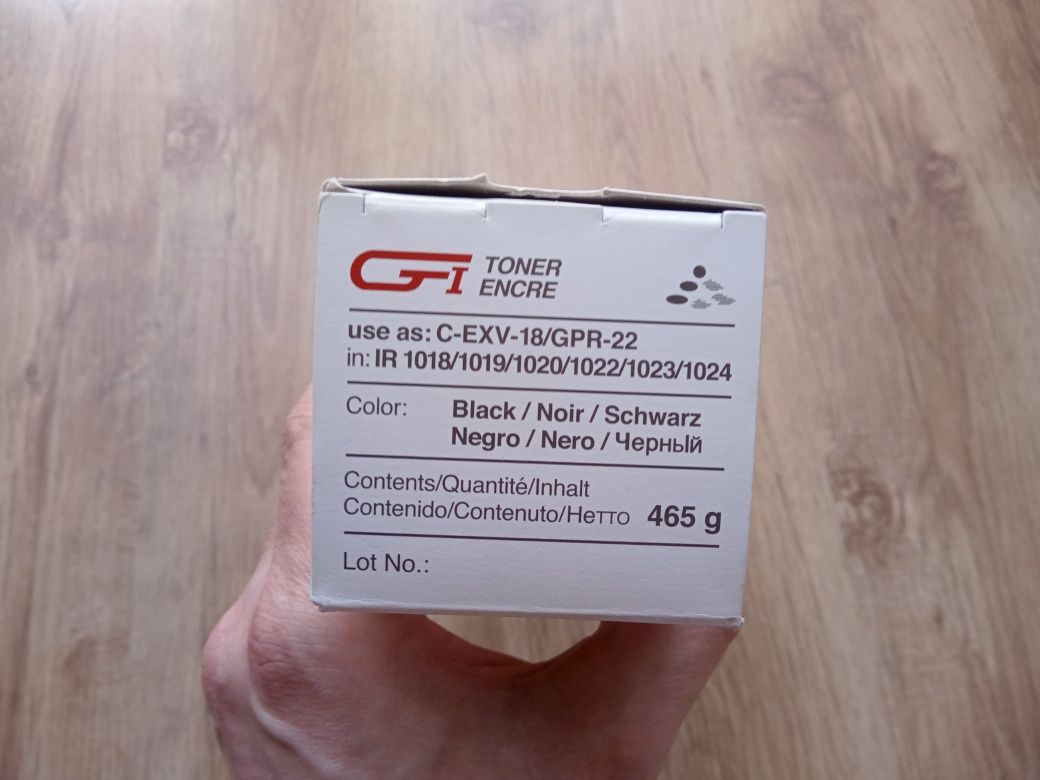 GFI TONER
ENCRE
use as: C-EXV-18/GPR-22
in: IR 1018/1019/1020/1022/1023/1024
Color: Black / Noir / Schwarz
Negro / Nero / Черный
Contents/Quantité/Inhalt
Contenido/Contenuto/Нетто 465 g
Lot No.: